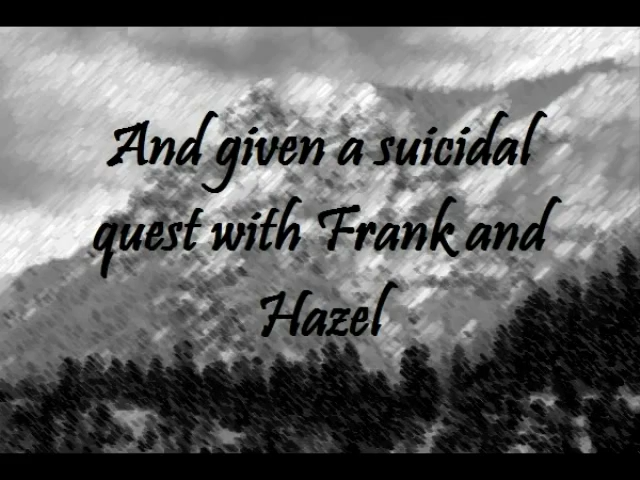 And given a suicidal
quest with Frank and
Hazel